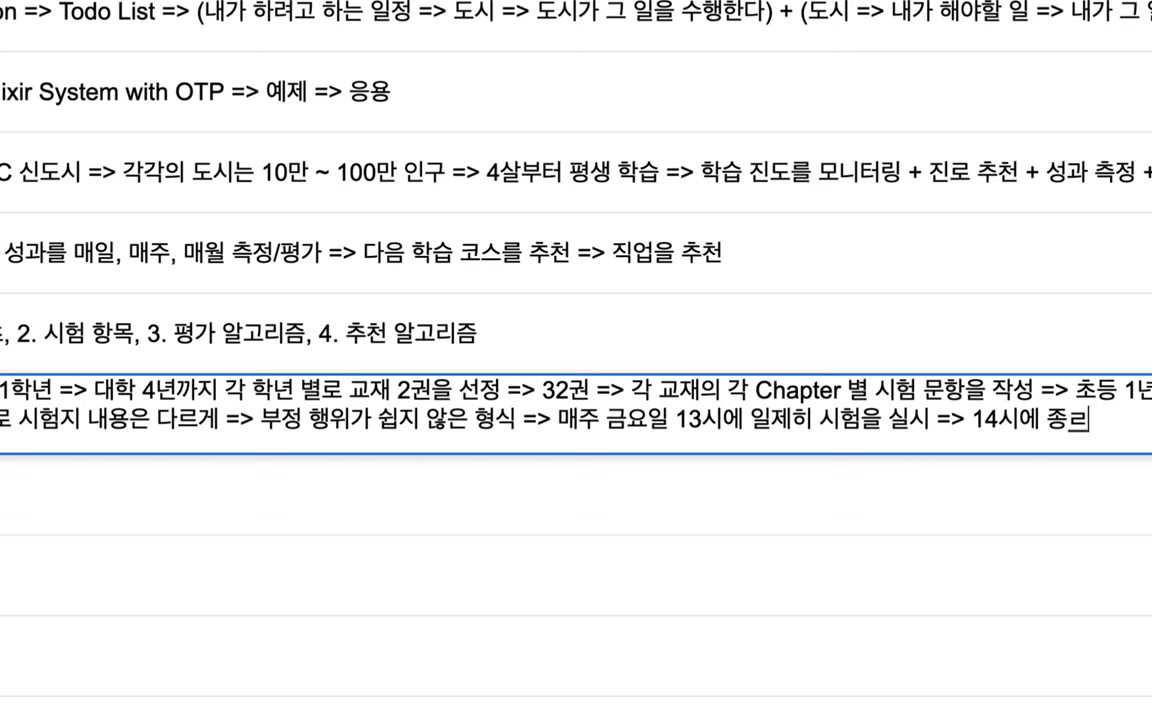 on => Todo List => (내가 하려고 하는 일정 => 도시 => 도시가 그 일을 수행한다) + (도시 => 내가 해야할 일 => 내가 그
ixir System with OTP => 예제 => 응용
C 신도시 => 각각의 도시는 10만 ~ 100만 인구 => 4살부터 평생 학습 => 학습 진도를 모니터링 + 진로 추천 + 성과 측정 +
성과를 매일, 매주, 매월 측정/평가 => 다음 학습 코스를 추천 => 직업을 추천
, 2. 시험 항목, 3. 평가 알고리즘, 4. 추천 알고리즘
1학년 => 대학 4년까지 각 학년 별로 교재 2권을 선정 => 32권 => 각 교재의 각 Chapter 별 시험 문항을 작성 => 초등 1년
로 시험지 내용은 다르게 => 부정 행위가 쉽지 않은 형식 => 매주 금요일 13시에 일제히 시험을 실시 => 14시에 종르